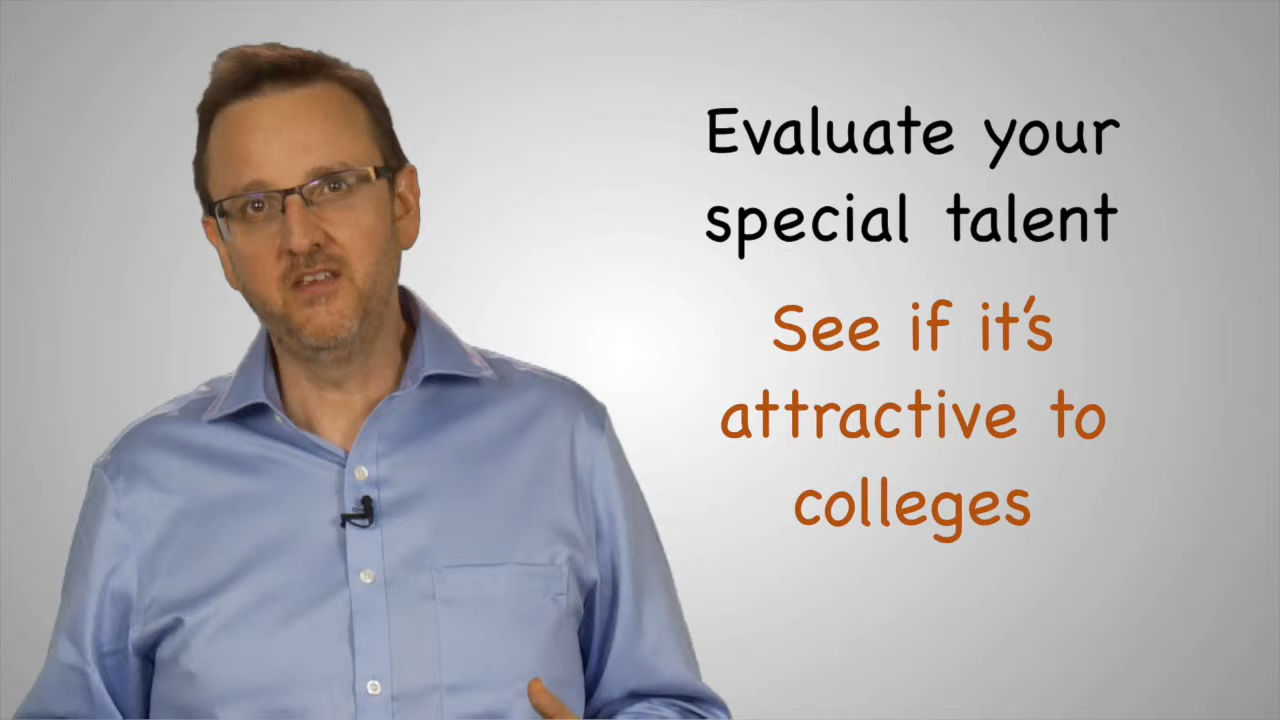 Evaluate your
special talent
See if it's
attractive to
colleges